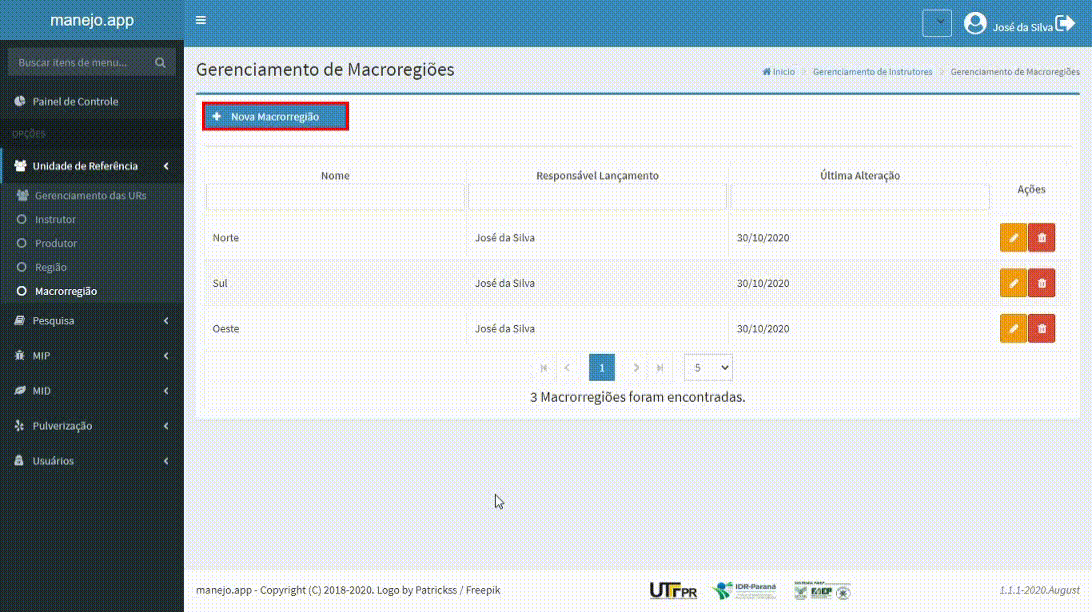 manejo.app
José da Silva
Buscar itens de menu...
Painel de Controle
OPÇÕES
Unidade de Referência
Gerenciamento das URs
Instrutor
Produtor
Região
Macrorregião
Pesquisa
MIP
MID
Pulverização
Usuários
Gerenciamento de Macroregiões
Início
Gerenciamento de Instrutores
Gerenciamento de Macroregiões
Nova Macrorregião
Nome
Responsável Lançamento
Última Alteração
Ações
Norte
José da Silva
30/10/2020
Sul
José da Silva
30/10/2020
Oeste
José da Silva
30/10/2020
1
5
3 Macrorregiões foram encontradas.
manejo.app - Copyright (C) 2018-2020. Logo by Patrickss / Freepik
UTFPR
IDR-Paraná
1.1.1-2020.August